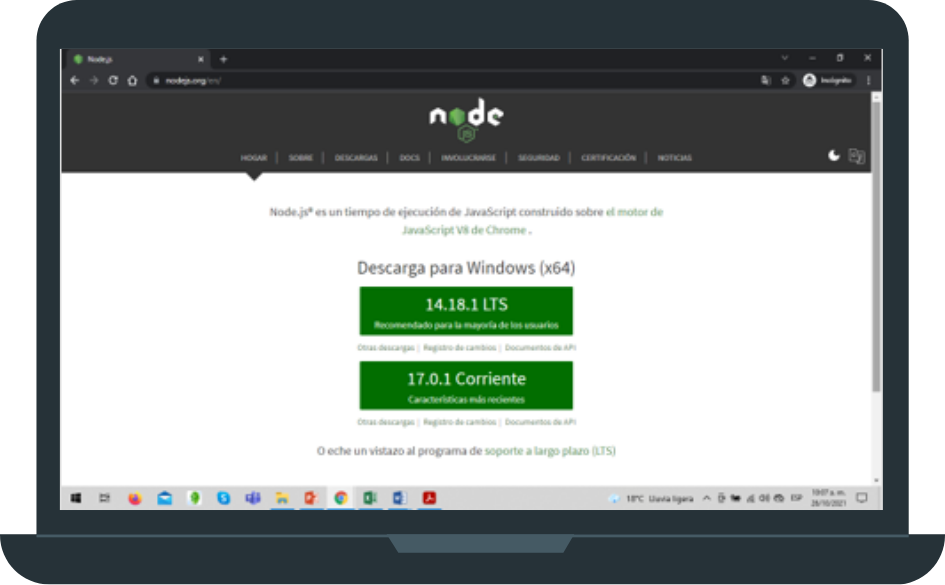 Nodejs
nodejs.org/en/
Incógnito
node
JS
HOGAR | SOBRE | DESCARGAS | DOCS | INVOLUCRARSE | SEGURIDAD | CERTIFICACIÓN | NOTICIAS
Node.js® es un tiempo de ejecución de JavaScript construido sobre el motor de
JavaScript V8 de Chrome .
Descarga para Windows (x64)
14.18.1 LTS
Recomendado para la mayoría de los usuarios
Otras descargas | Registro de cambios | Documentos de API
17.0.1 Corriente
Características más recientes
Otras descargas | Registro de cambios | Documentos de API
O eche un vistazo al programa de soporte a largo plazo (LTS)
18°C Lluvia ligera ESP 10:07 a. m.
26/10/2021